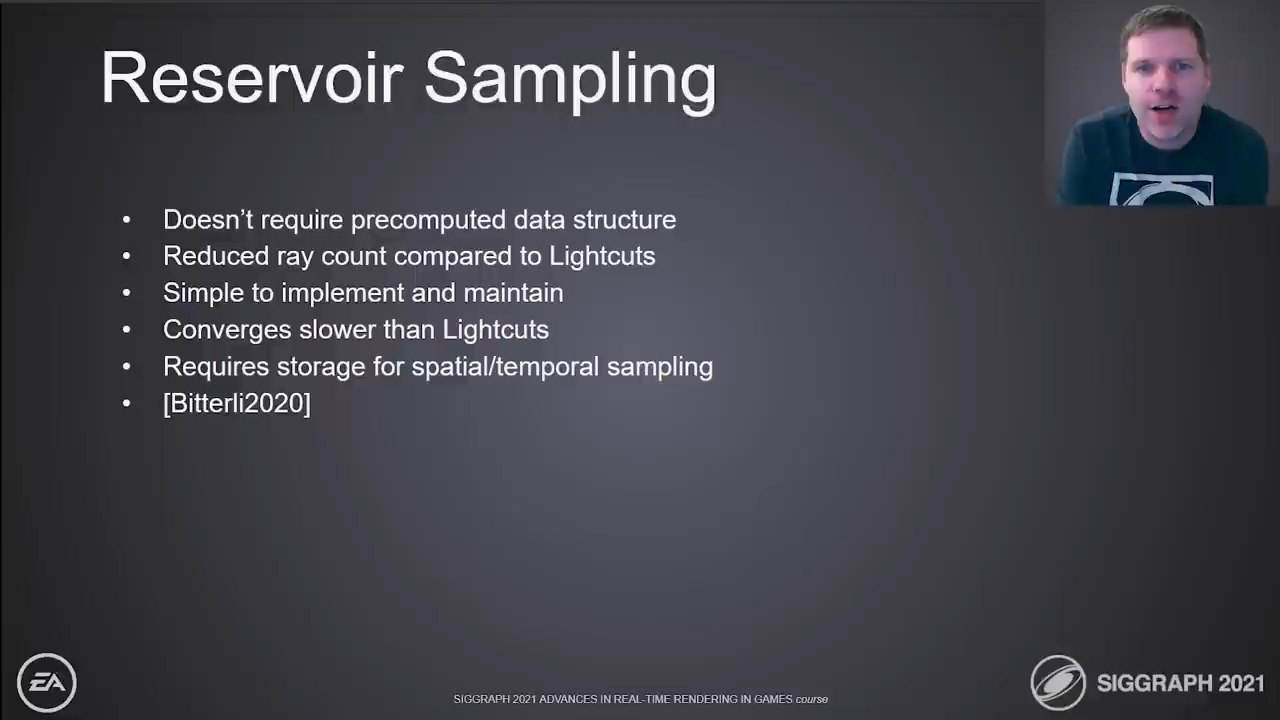 Reservoir Sampling
• Doesn’t require precomputed data structure
• Reduced ray count compared to Lightcuts
• Simple to implement and maintain
• Converges slower than Lightcuts
• Requires storage for spatial/temporal sampling
• [Bitterli2020]
EA
SIGGRAPH 2021 ADVANCES IN REAL-TIME RENDERING IN GAMES course
SIGGRAPH 2021